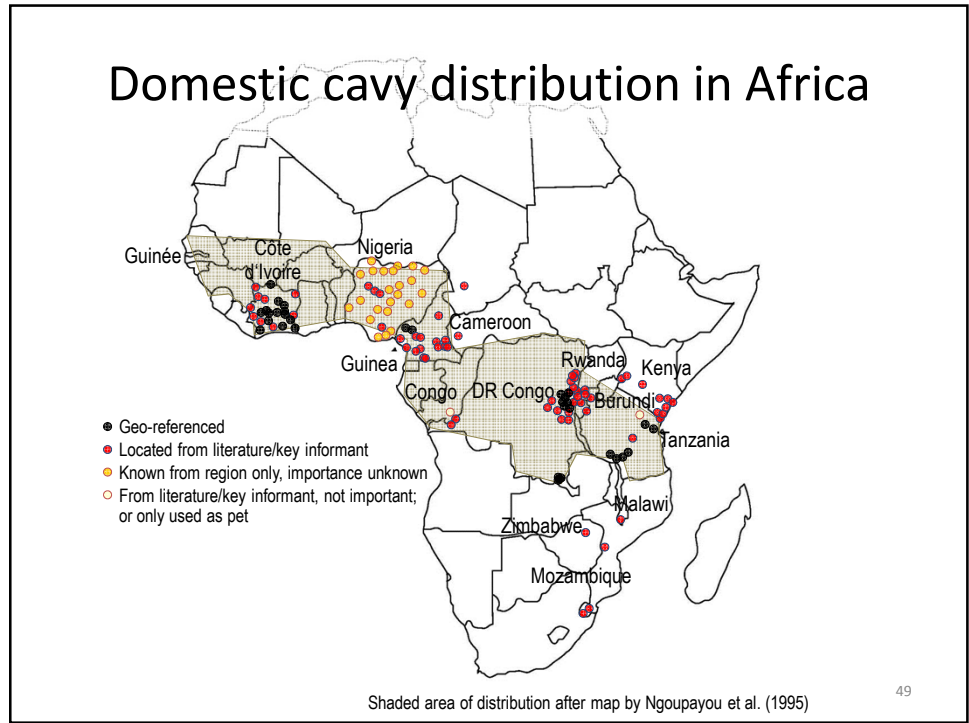 Domestic cavy distribution in Africa
Guinée
Côte
d'Ivoire
Nigeria
Cameroon
Guinea
Congo
DR Congo
Rwanda
Kenya
Burundi
Tanzania
Malawi
Zimbabwe
Mozambique
Geo-referenced
Located from literature/key informant
Known from region only, importance unknown
From literature/key informant, not important;
or only used as pet
Shaded area of distribution after map by Ngoupayou et al. (1995)
49